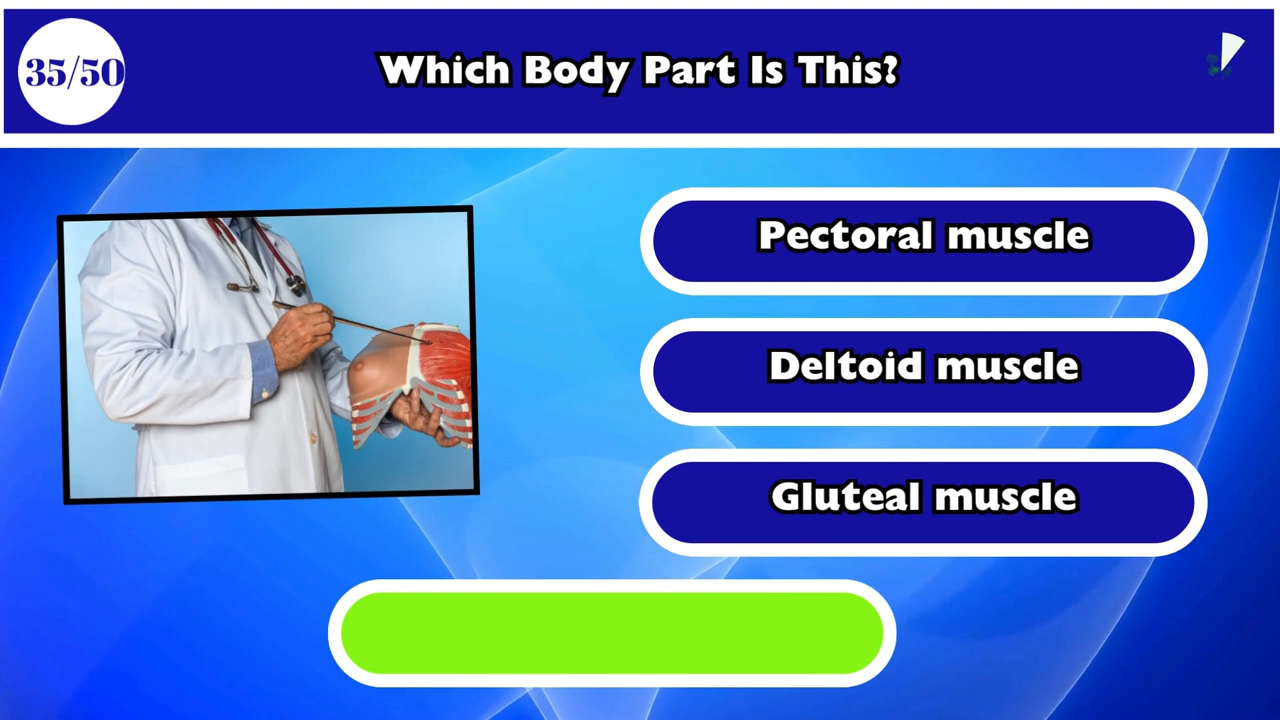 35/50
Which Body Part Is This?
Pectoral muscle
Deltoid muscle
Gluteal muscle